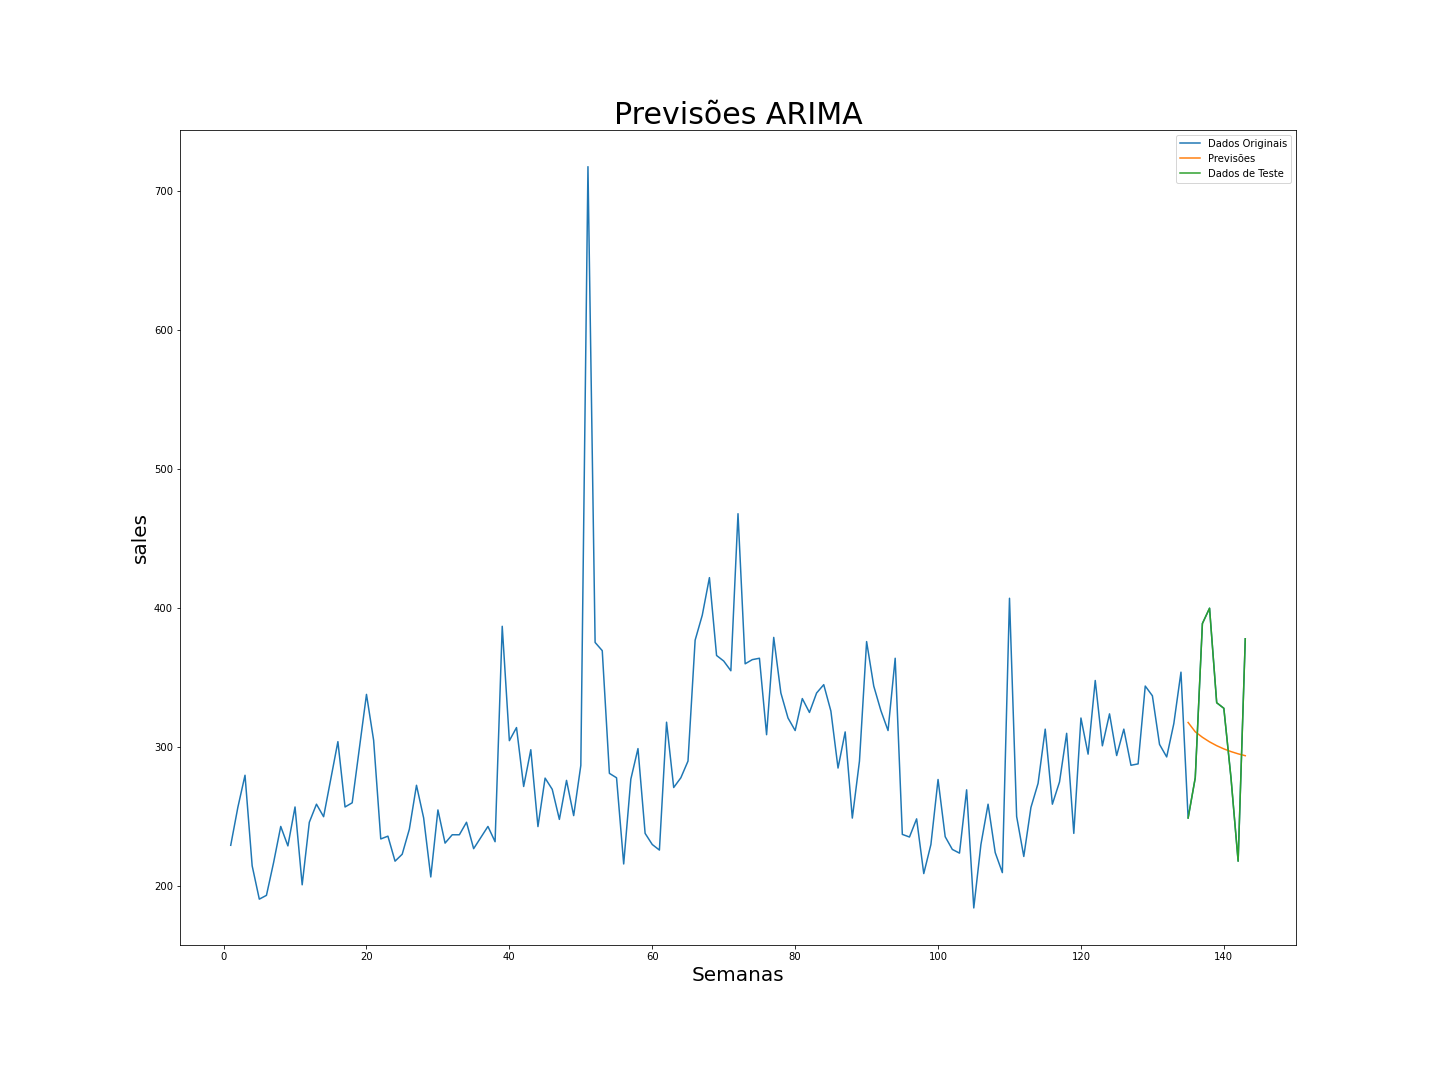 Previsões ARIMA
Dados Originais
Previsões
Dados de Teste
700
600
500
400
300
200
sales
0 20 40 60 80 100 120 140
Semanas